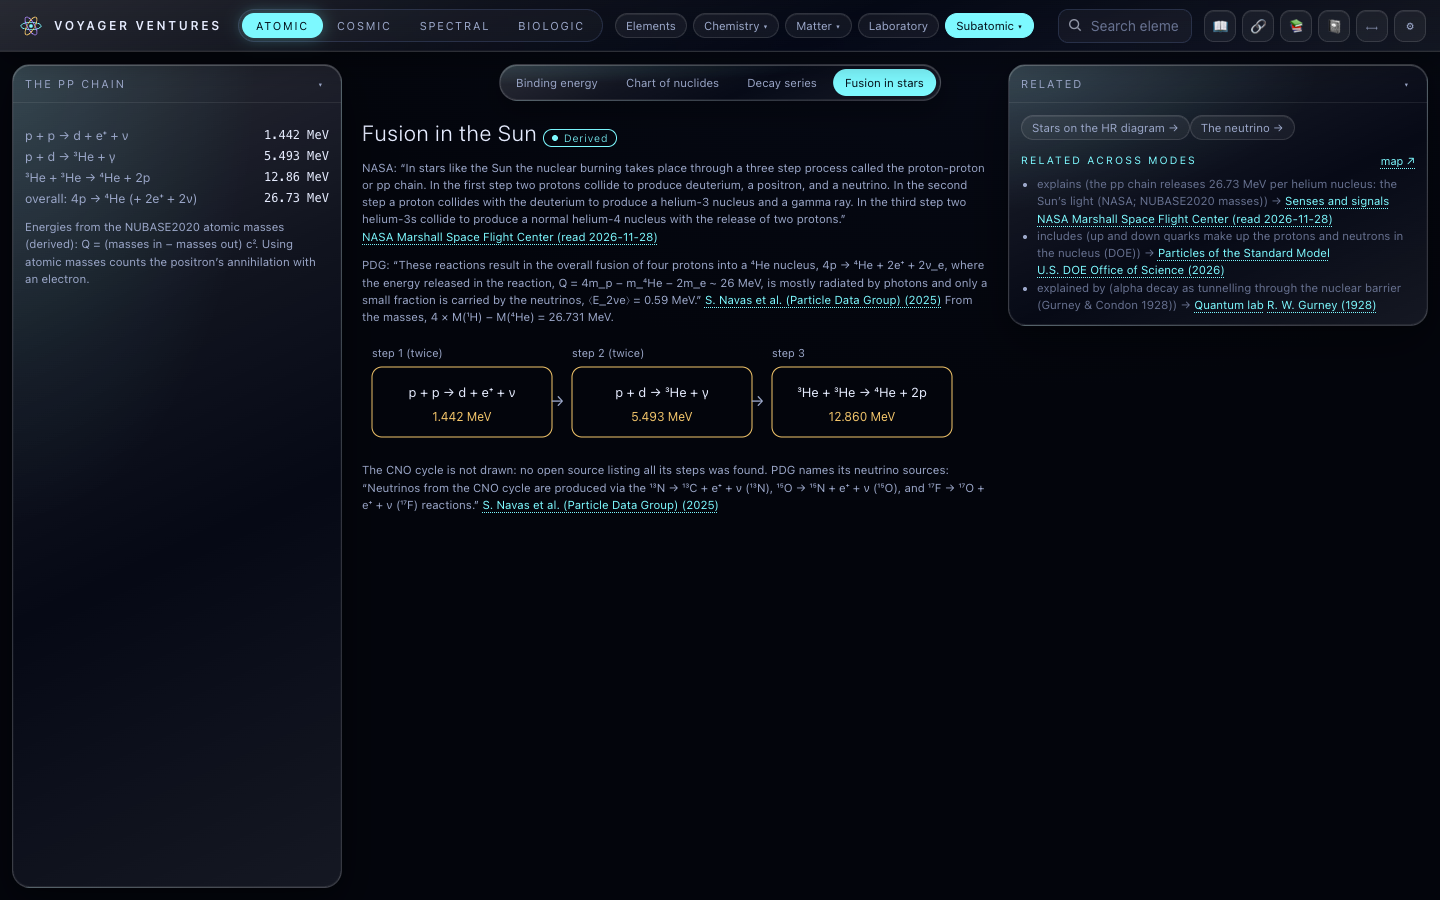 VOYAGER VENTURES
ATOMIC
COSMIC
SPECTRAL
BIOLOGIC
Elements
Chemistry ▾
Matter ▾
Laboratory
Subatomic ▾
Search eleme
THE PP CHAIN
p + p → d + e⁺ + ν 1.442 MeV
p + d → ³He + γ 5.493 MeV
³He + ³He → ⁴He + 2p 12.86 MeV
overall: 4p → ⁴He (+ 2e⁺ + 2ν) 26.73 MeV
Energies from the NUBASE2020 atomic masses
(derived): Q = (masses in − masses out) c². Using
atomic masses counts the positron’s annihilation with
an electron.
Binding energy
Chart of nuclides
Decay series
Fusion in stars
Fusion in the Sun
Derived
NASA: “In stars like the Sun the nuclear burning takes place through a three step process called the proton-proton
or pp chain. In the first step two protons collide to produce deuterium, a positron, and a neutrino. In the second
step a proton collides with the deuterium to produce a helium-3 nucleus and a gamma ray. In the third step two
helium-3s collide to produce a normal helium-4 nucleus with the release of two protons.”
NASA Marshall Space Flight Center (read 2026-11-28)
PDG: “These reactions result in the overall fusion of four protons into a ⁴He nucleus, 4p → ⁴He + 2e⁺ + 2ν_e, where
the energy released in the reaction, Q = 4m_p − m_⁴He − 2m_e ~ 26 MeV, is mostly radiated by photons and only a
small fraction is carried by the neutrinos, ⟨E_2νe⟩ = 0.59 MeV.” S. Navas et al. (Particle Data Group) (2025) From
the masses, 4 × M(¹H) − M(⁴He) = 26.731 MeV.
step 1 (twice)
p + p → d + e⁺ + ν
1.442 MeV
→
step 2 (twice)
p + d → ³He + γ
5.493 MeV
→
step 3
³He + ³He → ⁴He + 2p
12.860 MeV
The CNO cycle is not drawn: no open source listing all its steps was found. PDG names its neutrino sources:
“Neutrinos from the CNO cycle are produced via the ¹³N → ¹³C + e⁺ + ν (¹³N), ¹⁵O → ¹⁵N + e⁺ + ν (¹⁵O), and ¹⁷F → ¹⁷O +
e⁺ + ν (¹⁷F) reactions.” S. Navas et al. (Particle Data Group) (2025)
RELATED
Stars on the HR diagram →
The neutrino →
RELATED ACROSS MODES
map ↗
explains (the pp chain releases 26.73 MeV per helium nucleus: the
Sun’s light (NASA; NUBASE2020 masses)) → Senses and signals
NASA Marshall Space Flight Center (read 2026-11-28)
includes (up and down quarks make up the protons and neutrons in
the nucleus (DOE)) → Particles of the Standard Model
U.S. DOE Office of Science (2026)
explained by (alpha decay as tunnelling through the nuclear barrier
(Gurney & Condon 1928)) → Quantum lab R. W. Gurney (1928)